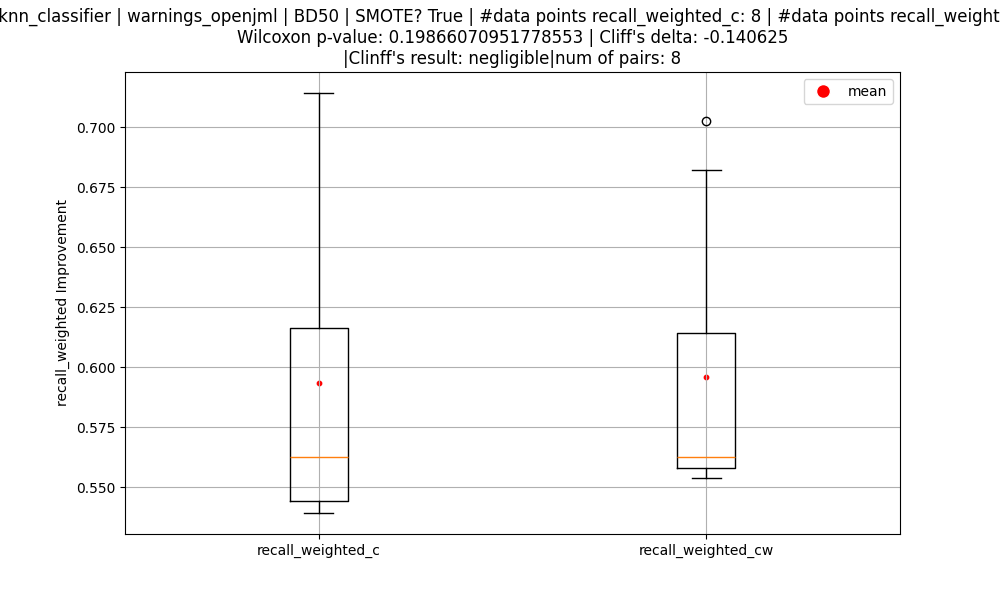 knn_classifier | warnings_openjml | BD50 | SMOTE? True | #data points recall_weighted_c: 8 | #data points recall_weight
Wilcoxon p-value: 0.19866070951778553 | Cliff's delta: -0.140625
|Clinff's result: negligible|num of pairs: 8
mean
0.700
0.675
0.650
0.625
0.600
0.575
0.550
recall_weighted Improvement
recall_weighted_c
recall_weighted_cw